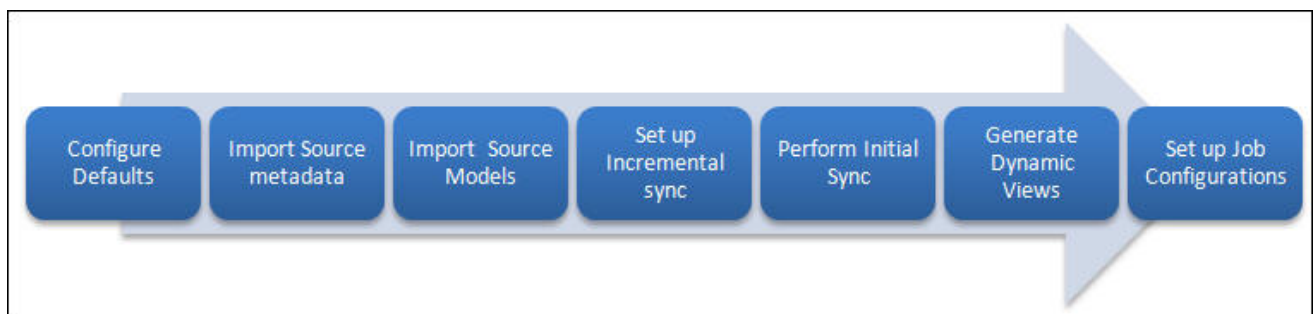 Configure
Defaults
Import Source
metadata
Import Source
Models
Set up
Incremental
sync
Perform Initial
Sync
Generate
Dynamic
Views
Set up Job
Configurations